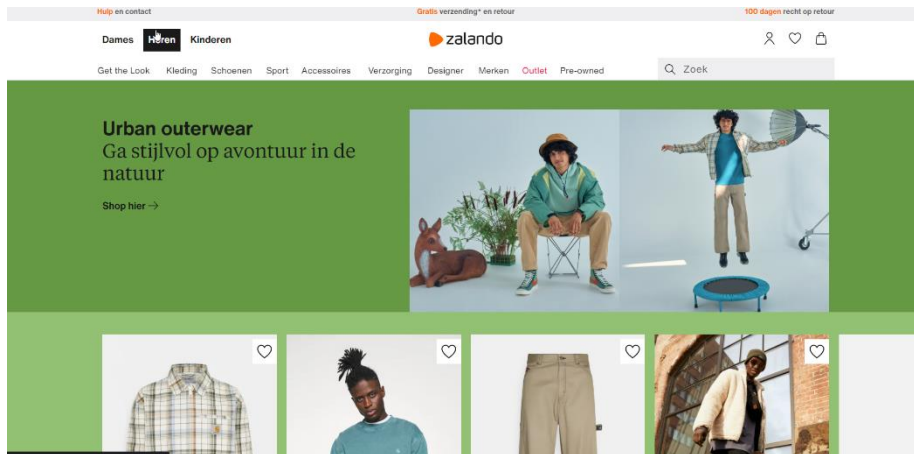 Hulp en contact
Gratis verzending* en retour
100 dagen recht op retour
Dames Heren Kinderen
zalando
Get the Look Kleding Schoenen Sport Accessoires Verzorging Designer Merken Outlet Pre-owned
Zoek
Urban outerwear
Ga stijlvol op avontuur in de
natuur
Shop hier →